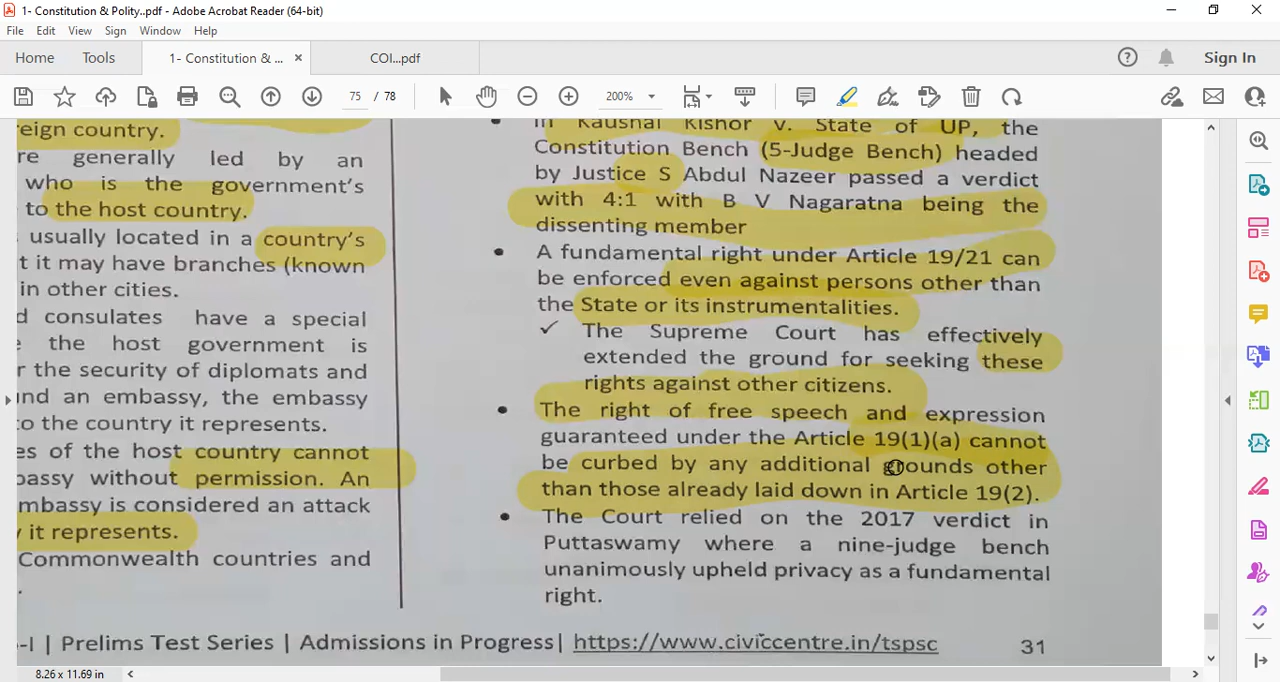 1- Constitution & Polity..pdf - Adobe Acrobat Reader (64-bit)
File Edit View Sign Window Help
Home Tools 1- Constitution & ... × COI...pdf Sign In
75 / 78 200%
eign country.
re generally led by an
who is the government's
to the host country.
usually located in a country's
t it may have branches (known
in other cities.
d consulates have a special
the host government is
r the security of diplomats and
und an embassy, the embassy
to the country it represents.
es of the host country cannot
bassy without permission. An
mbassy is considered an attack
it represents.
Commonwealth countries and
• In Kaushal Kishor v. State of UP, the
Constitution Bench (5-Judge Bench) headed
by Justice S Abdul Nazeer passed a verdict
with 4:1 with B V Nagaratna being the
dissenting member
• A fundamental right under Article 19/21 can
be enforced even against persons other than
the State or its instrumentalities.
✓ The Supreme Court has effectively
extended the ground for seeking these
rights against other citizens.
• The right of free speech and expression
guaranteed under the Article 19(1)(a) cannot
be curbed by any additional grounds other
than those already laid down in Article 19(2).
• The Court relied on the 2017 verdict in
Puttaswamy where a nine-judge bench
unanimously upheld privacy as a fundamental
right.
-I | Prelims Test Series | Admissions in Progress| https://www.civiccentre.in/tspsc 31
8.26 x 11.69 in